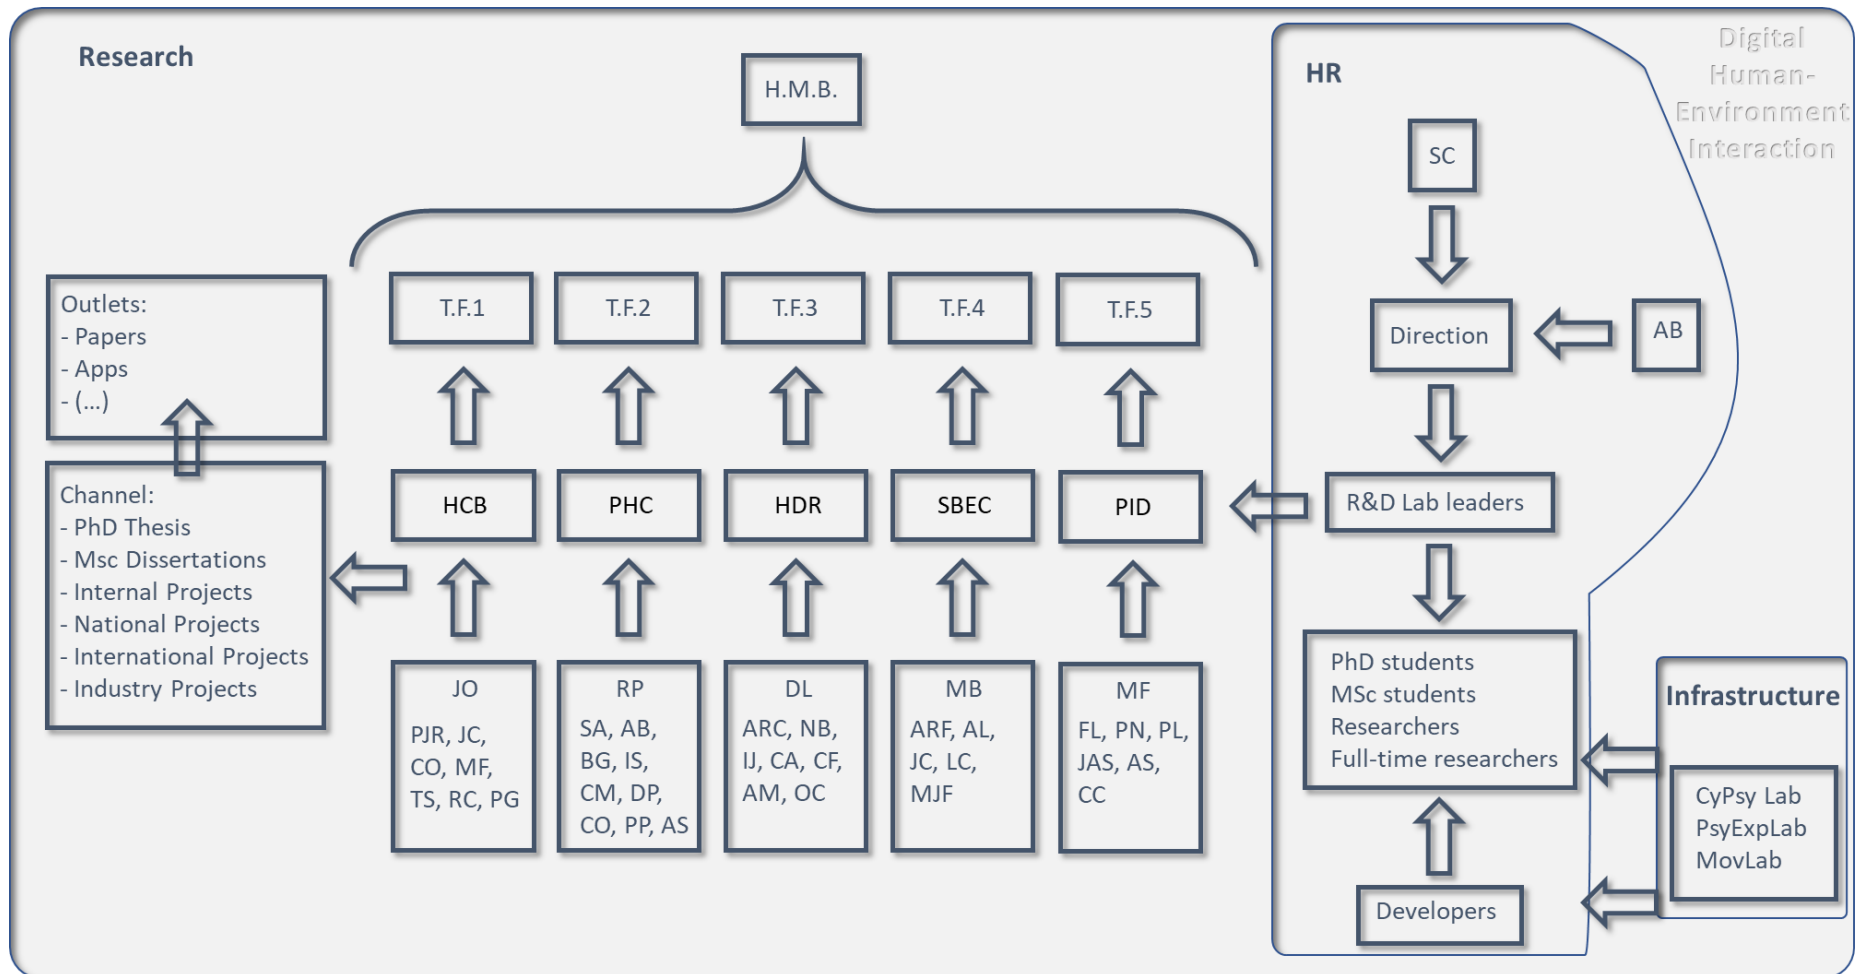 Research
H.M.B.
T.F.1
T.F.2
T.F.3
T.F.4
T.F.5
Outlets:
- Papers
- Apps
- (...)
HCB
PHC
HDR
SBEC
PID
Channel:
- PhD Thesis
- Msc Dissertations
- Internal Projects
- National Projects
- International Projects
- Industry Projects
JO
PJR, JC,
CO, MF,
TS, RC, PG
RP
SA, AB,
BG, IS,
CM, DP,
CO, PP, AS
DL
ARC, NB,
IJ, CA, CF,
AM, OC
MB
ARF, AL,
JC, LC,
MJF
MF
FL, PN, PL,
JAS, AS,
CC
HR
SC
Direction
AB
R&D Lab leaders
PhD students
MSc students
Researchers
Full-time researchers
Developers
Digital
Human-
Environment
Interaction
Infrastructure
CyPsy Lab
PsyExpLab
MovLab